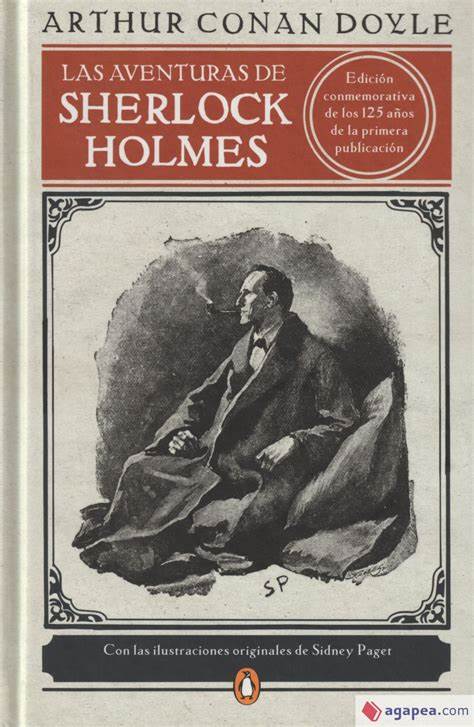 ARTHUR CONAN DOYLE
LAS AVENTURAS DE
SHERLOCK
HOLMES
Edición
conmemorativa
de los 125 años
de la primera
publicación
SP
Con las ilustraciones originales de Sidney Paget
agapea.com